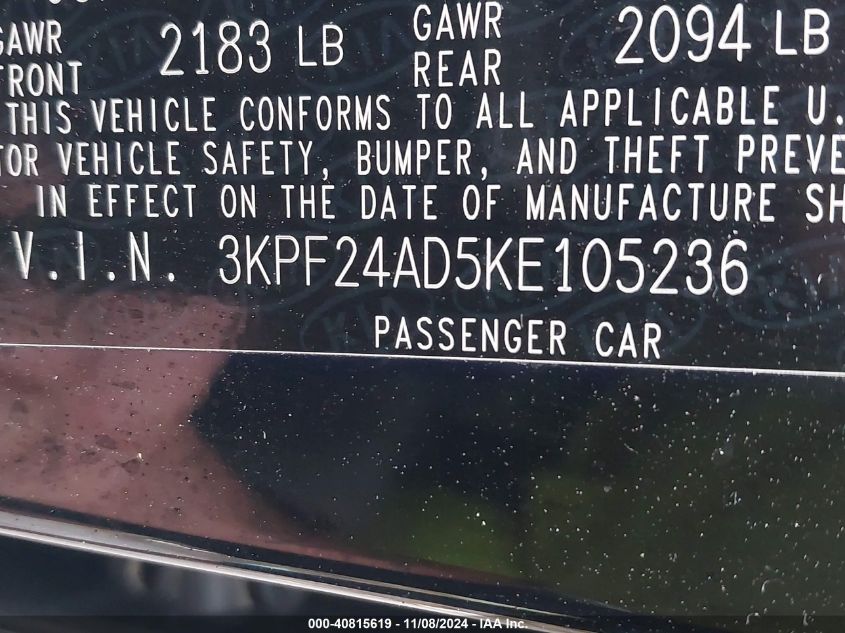 GAWR 2183 LB GAWR 2094 LB
FRONT REAR
THIS VEHICLE CONFORMS TO ALL APPLICABLE U.
TOR VEHICLE SAFETY, BUMPER, AND THEFT PREVE
IN EFFECT ON THE DATE OF MANUFACTURE SH
V.I.N. 3KPF24AD5KE105236
PASSENGER CAR
000-40815619 - 11/08/2024 - IAA Inc.